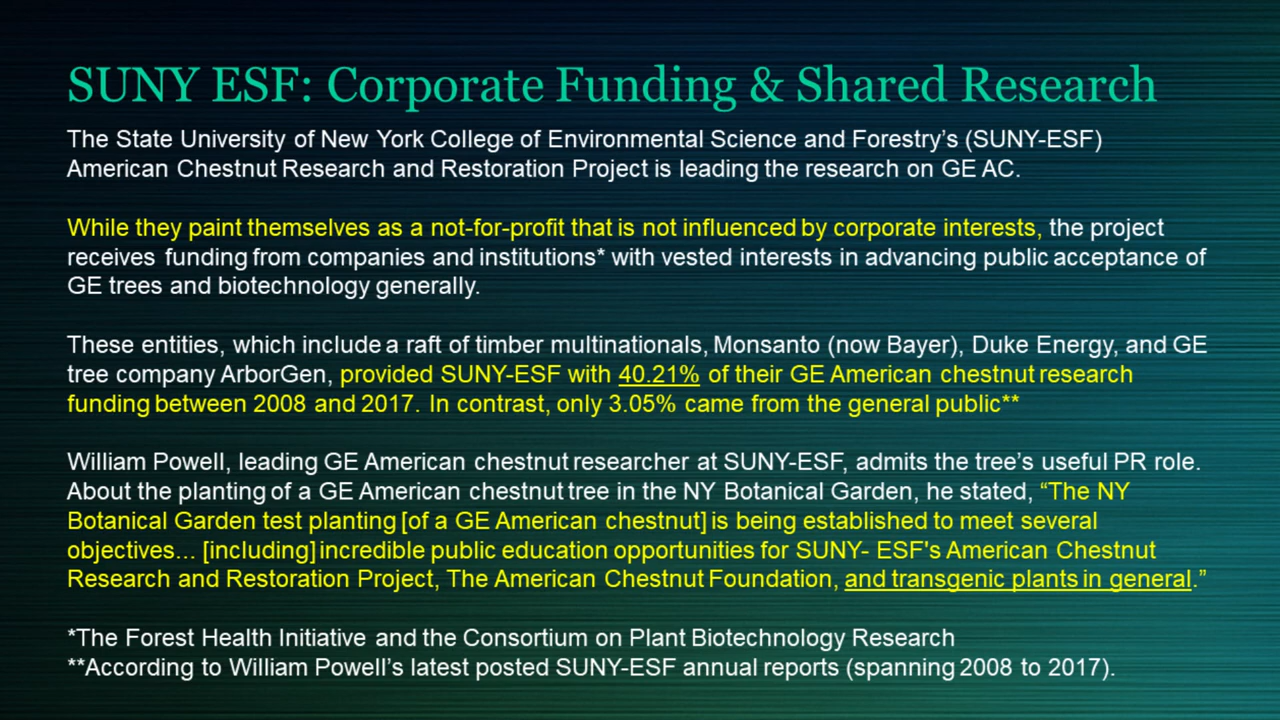 SUNY ESF: Corporate Funding & Shared Research
The State University of New York College of Environmental Science and Forestry’s (SUNY-ESF)
American Chestnut Research and Restoration Project is leading the research on GE AC.
While they paint themselves as a not-for-profit that is not influenced by corporate interests, the project
receives funding from companies and institutions* with vested interests in advancing public acceptance of
GE trees and biotechnology generally.
These entities, which include a raft of timber multinationals, Monsanto (now Bayer), Duke Energy, and GE
tree company ArborGen, provided SUNY-ESF with 40.21% of their GE American chestnut research
funding between 2008 and 2017. In contrast, only 3.05% came from the general public**
William Powell, leading GE American chestnut researcher at SUNY-ESF, admits the tree’s useful PR role.
About the planting of a GE American chestnut tree in the NY Botanical Garden, he stated, “The NY
Botanical Garden test planting [of a GE American chestnut] is being established to meet several
objectives... [including] incredible public education opportunities for SUNY- ESF's American Chestnut
Research and Restoration Project, The American Chestnut Foundation, and transgenic plants in general.”
*The Forest Health Initiative and the Consortium on Plant Biotechnology Research
**According to William Powell’s latest posted SUNY-ESF annual reports (spanning 2008 to 2017).